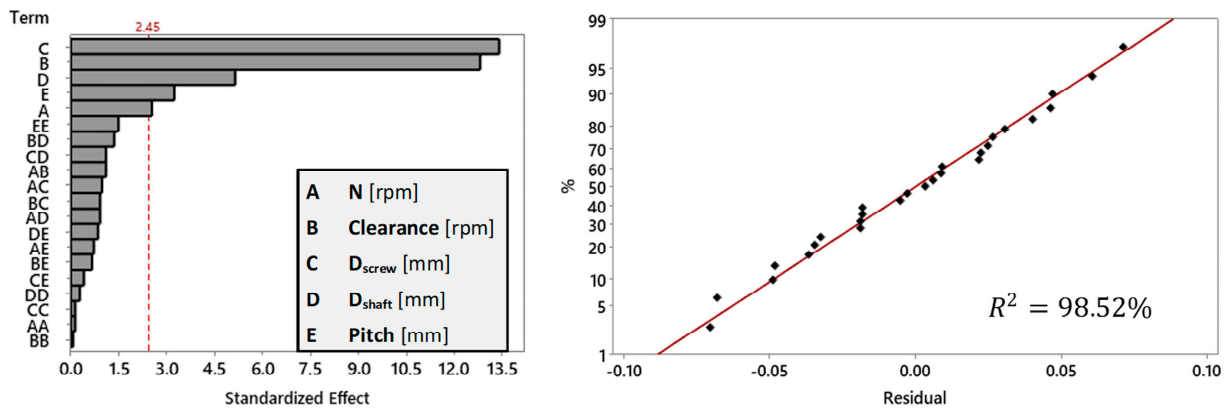 Term
2.45
C
B
D
E
A
EE
BD
CD
AB
AC
BC
AD
DE
AE
BE
CE
DD
CC
AA
BB
0.0 1.5 3.0 4.5 6.0 7.5 9.0 10.5 12.0 13.5
Standardized Effect
A N [rpm]
B Clearance [rpm]
C Dscrew [mm]
D Dshaft [mm]
E Pitch [mm]
99
95
90
80
70
60
50
40
30
20
10
5
1
%
R² = 98.52%
-0.10 -0.05 0.00 0.05 0.10
Residual